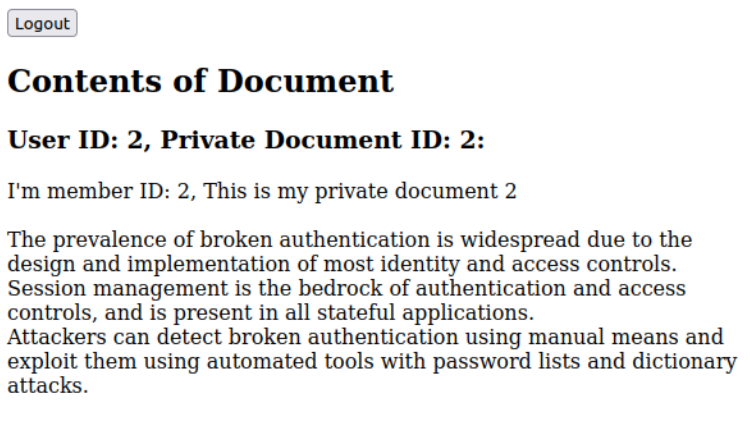 Logout
Contents of Document
User ID: 2, Private Document ID: 2:
I'm member ID: 2, This is my private document 2
The prevalence of broken authentication is widespread due to the
design and implementation of most identity and access controls.
Session management is the bedrock of authentication and access
controls, and is present in all stateful applications.
Attackers can detect broken authentication using manual means and
exploit them using automated tools with password lists and dictionary
attacks.